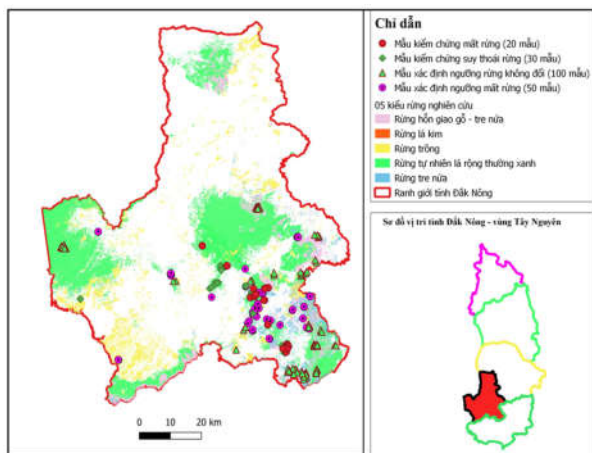 Chỉ dẫn
Mẫu kiểm chứng mất rừng (20 mẫu)
Mẫu kiểm chứng suy thoái rừng (30 mẫu)
Mẫu xác định ngưỡng rừng không đổi (100 mẫu)
Mẫu xác định ngưỡng mất rừng (50 mẫu)
05 kiểu rừng nghiên cứu
Rừng hỗn giao gỗ - tre nứa
Rừng lá kim
Rừng trồng
Rừng tự nhiên lá rộng thường xanh
Rừng tre nứa
Ranh giới tỉnh Đắk Nông
Sơ đồ vị trí tỉnh Đắk Nông - vùng Tây Nguyên
0 10 20 km